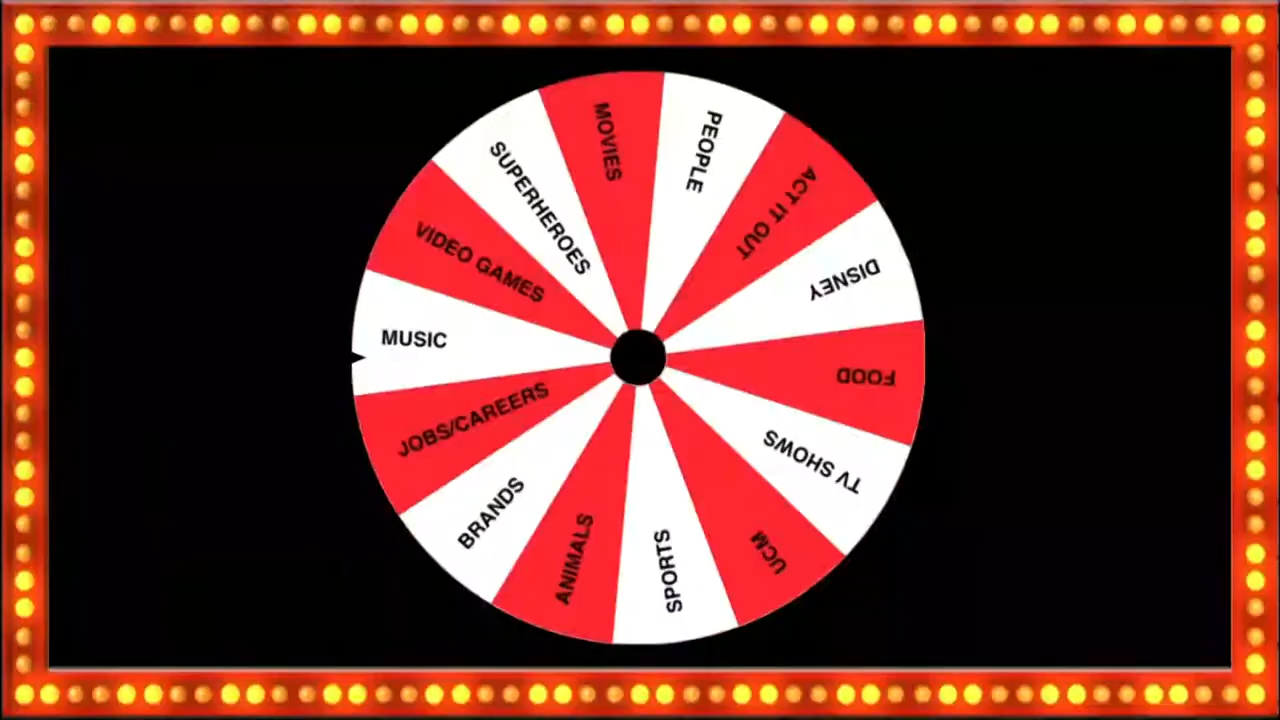 MOVIES
PEOPLE
ACT IT OUT
DISNEY
FOOD
TV SHOWS
UCM
SPORTS
ANIMALS
BRANDS
JOBS/CAREERS
MUSIC
VIDEO GAMES
SUPERHEROES